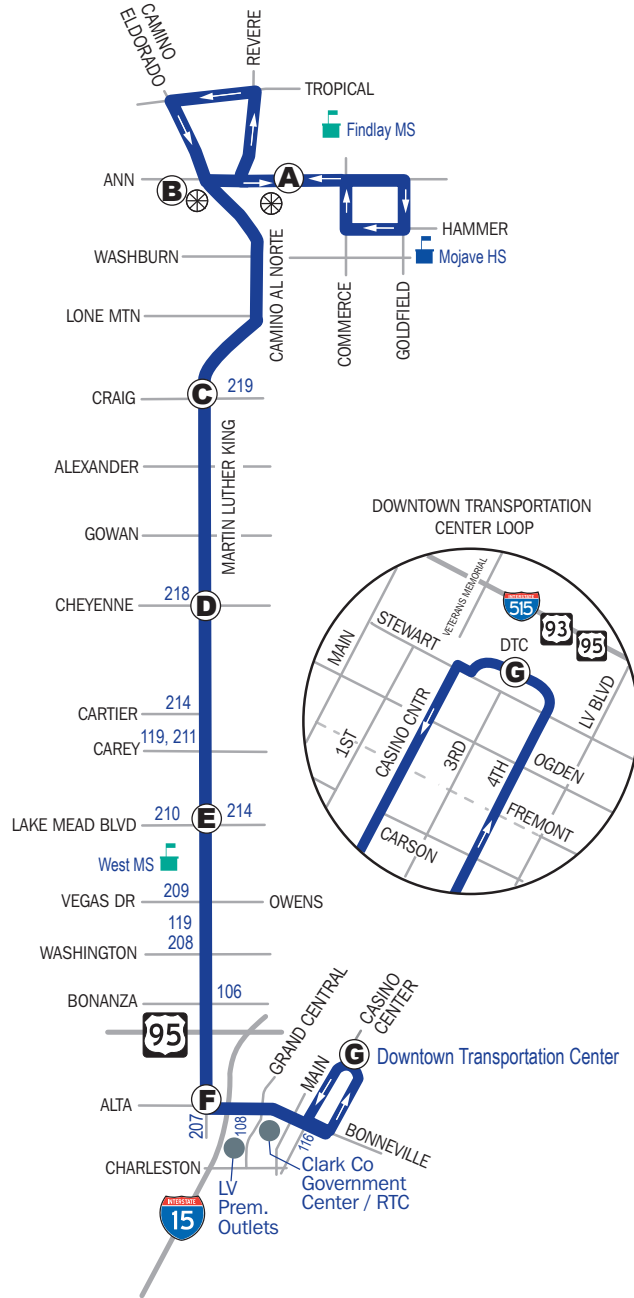 CAMINO
ELDORADO
REVERE
TROPICAL
Findlay MS
ANN
B
A
HAMMER
Mojave HS
WASHBURN
CAMINO AL NORTE
COMMERCE
GOLDFIELD
LONE MTN
CRAIG
C
219
MARTIN LUTHER KING
ALEXANDER
GOWAN
CHEYENNE
218
D
CARTIER
214
CAREY
119, 211
LAKE MEAD BLVD
210
E
214
West MS
VEGAS DR
209
OWENS
119
WASHINGTON
208
BONANZA
106
95
ALTA
F
207
108
GRAND CENTRAL
MAIN
116
CASINO
CENTER
G
Downtown Transportation Center
BONNEVILLE
CHARLESTON
LV
Prem.
Outlets
Clark Co
Government
Center / RTC
INTERSTATE
15
DOWNTOWN TRANSPORTATION
CENTER LOOP
VETERANS MEMORIAL
INTERSTATE
515
93
95
MAIN
STEWART
DTC
G
LV BLVD
1ST
CASINO CNTR
3RD
4TH
OGDEN
FREMONT
CARSON